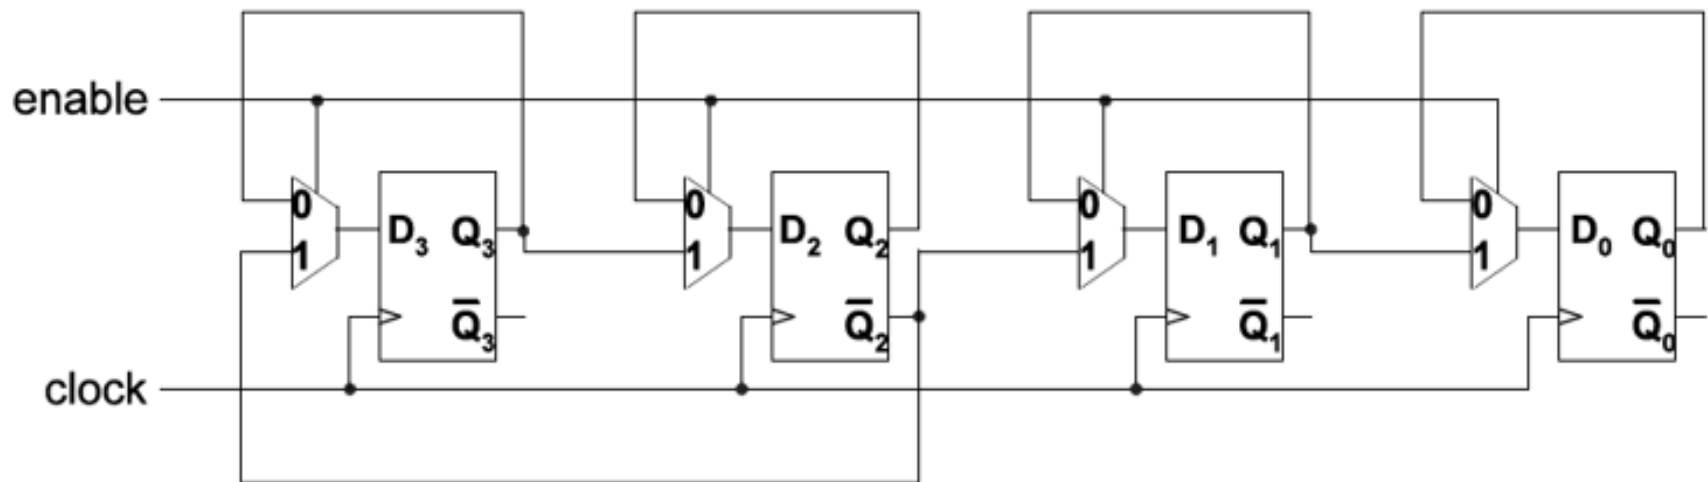 enable
0 0 0 0
D₃ Q₃ D₂ Q₂ D₁ Q₁ D₀ Q₀
1 1 1 1
Q̅₃ Q̅₂ Q̅₁ Q̅₀
clock